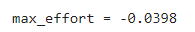 max_effort = -0.0398